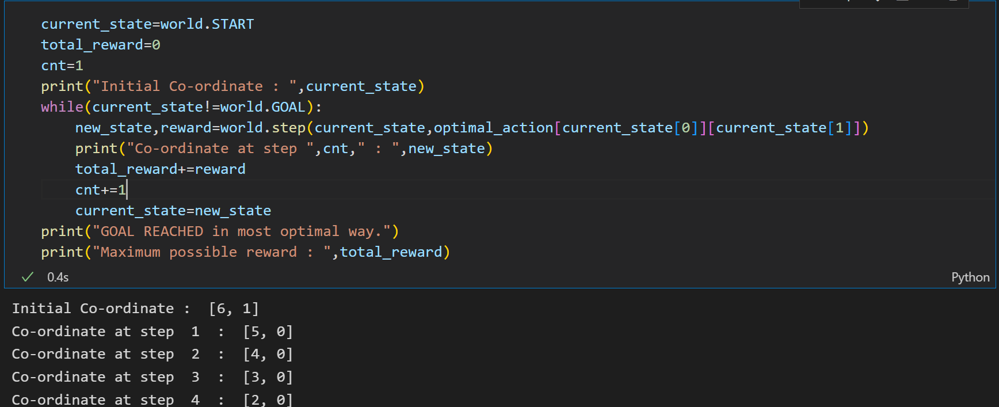 current_state=world.START
total_reward=0
cnt=1
print("Initial Co-ordinate : ",current_state)
while(current_state!=world.GOAL):
    new_state,reward=world.step(current_state,optimal_action[current_state[0]][current_state[1]])
    print("Co-ordinate at step ",cnt," : ",new_state)
    total_reward+=reward
    cnt+=1
    current_state=new_state
print("GOAL REACHED in most optimal way.")
print("Maximum possible reward : ",total_reward)
0.4s
Python
Initial Co-ordinate :  [6, 1]
Co-ordinate at step  1  :  [5, 0]
Co-ordinate at step  2  :  [4, 0]
Co-ordinate at step  3  :  [3, 0]
Co-ordinate at step  4  :  [2, 0]